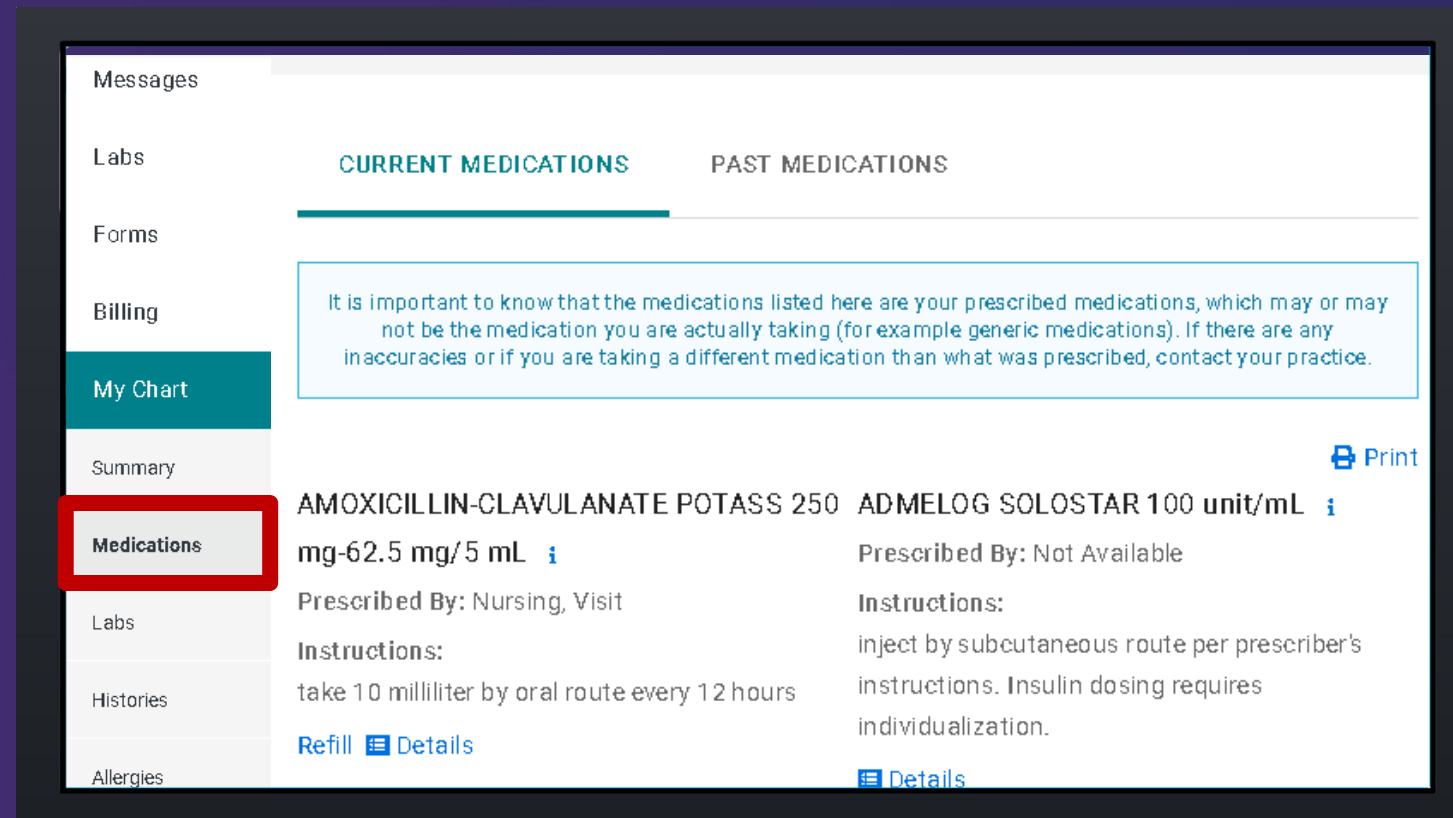 Messages
Labs
Forms
Billing
My Chart
Summary
Medications
Labs
Histories
Allergies
CURRENT MEDICATIONS
PAST MEDICATIONS
It is important to know that the medications listed here are your prescribed medications, which may or may
not be the medication you are actually taking (for example generic medications). If there are any
inaccuracies or if you are taking a different medication than what was prescribed, contact your practice.
Print
AMOXICILLIN-CLAVULANATE POTASS 250
mg-62.5 mg/5 mL i
Prescribed By: Nursing, Visit
Instructions:
take 10 milliliter by oral route every 12 hours
Refill Details
ADMELOG SOLOSTAR 100 unit/mL i
Prescribed By: Not Available
Instructions:
inject by subcutaneous route per prescriber's
instructions. Insulin dosing requires
individualization.
Details